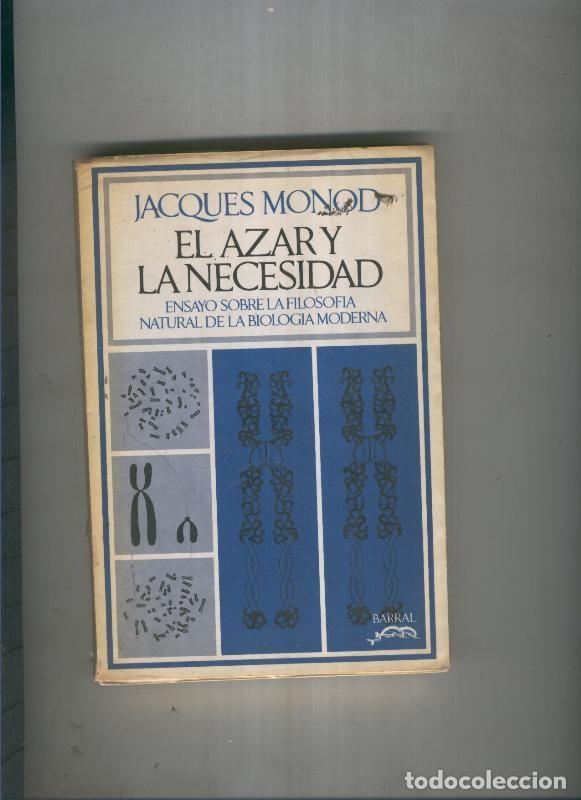 JACQUES MONOD
EL AZAR Y
LA NECESIDAD
ENSAYO SOBRE LA FILOSOFIA
NATURAL DE LA BIOLOGIA MODERNA
BARRAL
todocoleccion